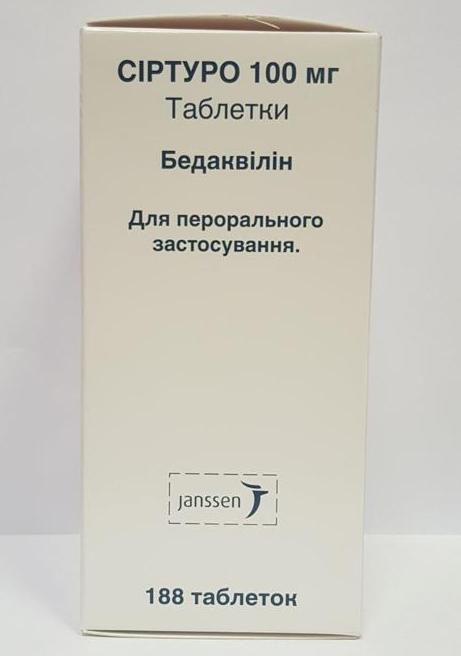 СІРТУРО 100 мг
Таблетки
Бедаквілін
Для перорального
застосування.
janssen
188 таблеток